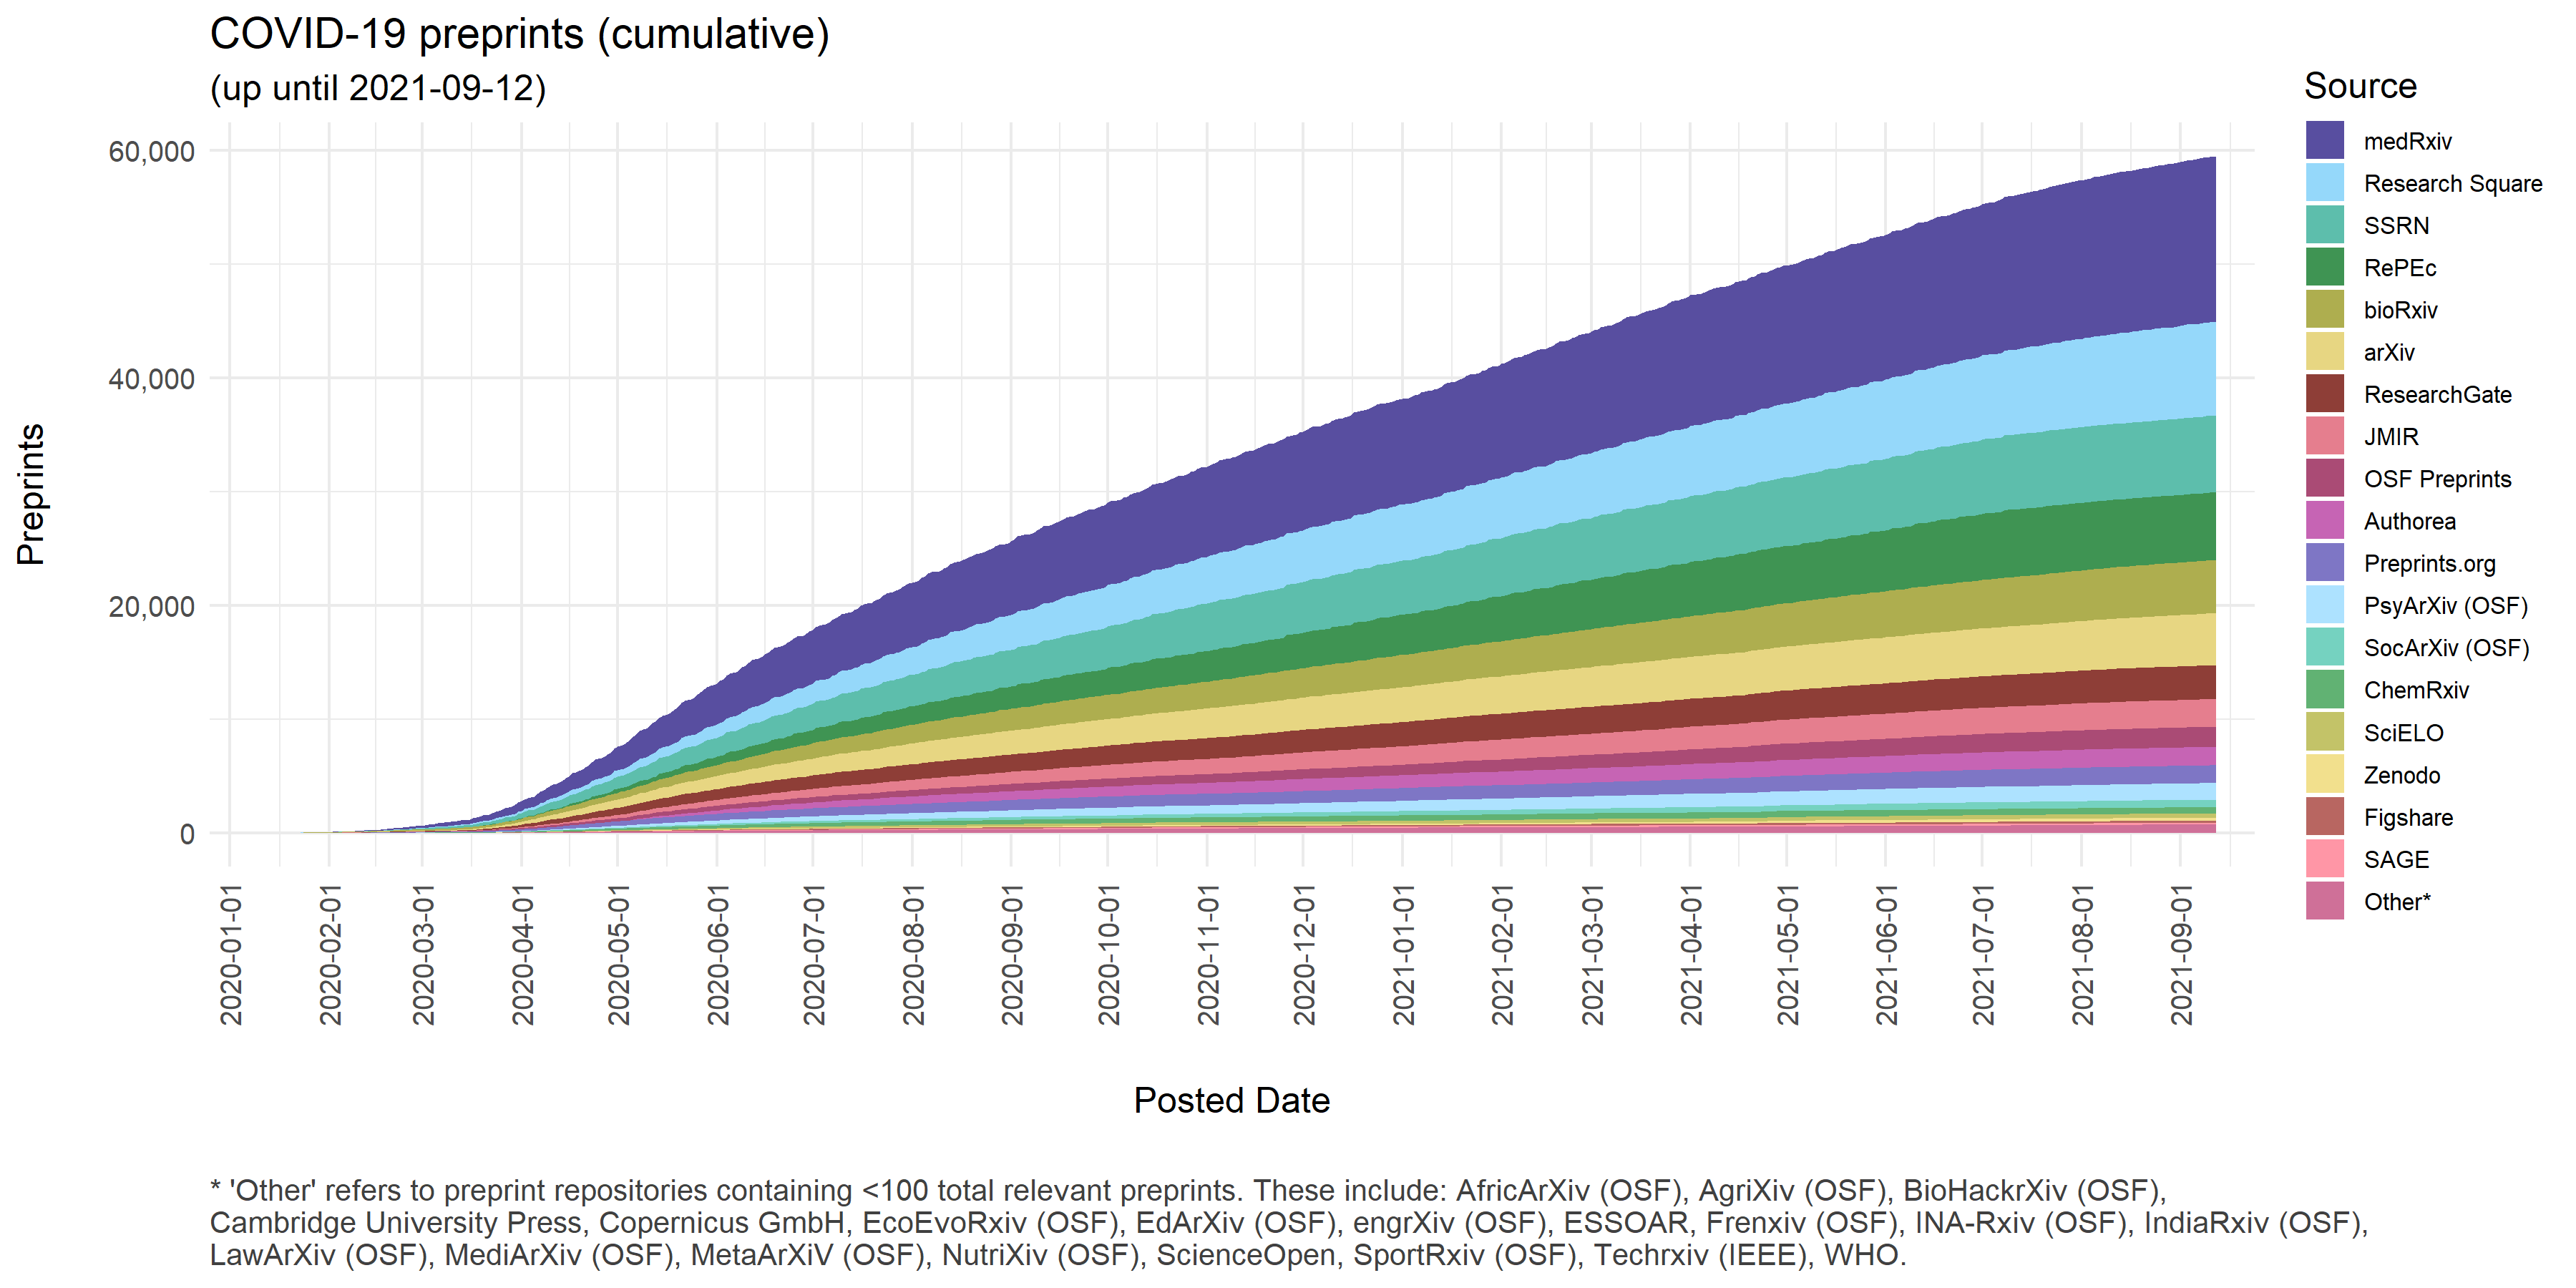 COVID-19 preprints (cumulative)
(up until 2021-09-12)
Preprints
60,000
40,000
20,000
0
2020-01-01
2020-02-01
2020-03-01
2020-04-01
2020-05-01
2020-06-01
2020-07-01
2020-08-01
2020-09-01
2020-10-01
2020-11-01
2020-12-01
2021-01-01
2021-02-01
2021-03-01
2021-04-01
2021-05-01
2021-06-01
2021-07-01
2021-08-01
2021-09-01
Posted Date
Source
medRxiv
Research Square
SSRN
RePEc
bioRxiv
arXiv
ResearchGate
JMIR
OSF Preprints
Authorea
Preprints.org
PsyArXiv (OSF)
SocArXiv (OSF)
ChemRxiv
SciELO
Zenodo
Figshare
SAGE
Other*
* 'Other' refers to preprint repositories containing <100 total relevant preprints. These include: AfricArXiv (OSF), AgriXiv (OSF), BioHackrXiv (OSF),
Cambridge University Press, Copernicus GmbH, EcoEvoRxiv (OSF), EdArXiv (OSF), engrXiv (OSF), ESSOAR, Frenxiv (OSF), INA-Rxiv (OSF), IndiaRxiv (OSF),
LawArXiv (OSF), MediArXiv (OSF), MetaArXiV (OSF), NutriXiv (OSF), ScienceOpen, SportRxiv (OSF), Techrxiv (IEEE), WHO.